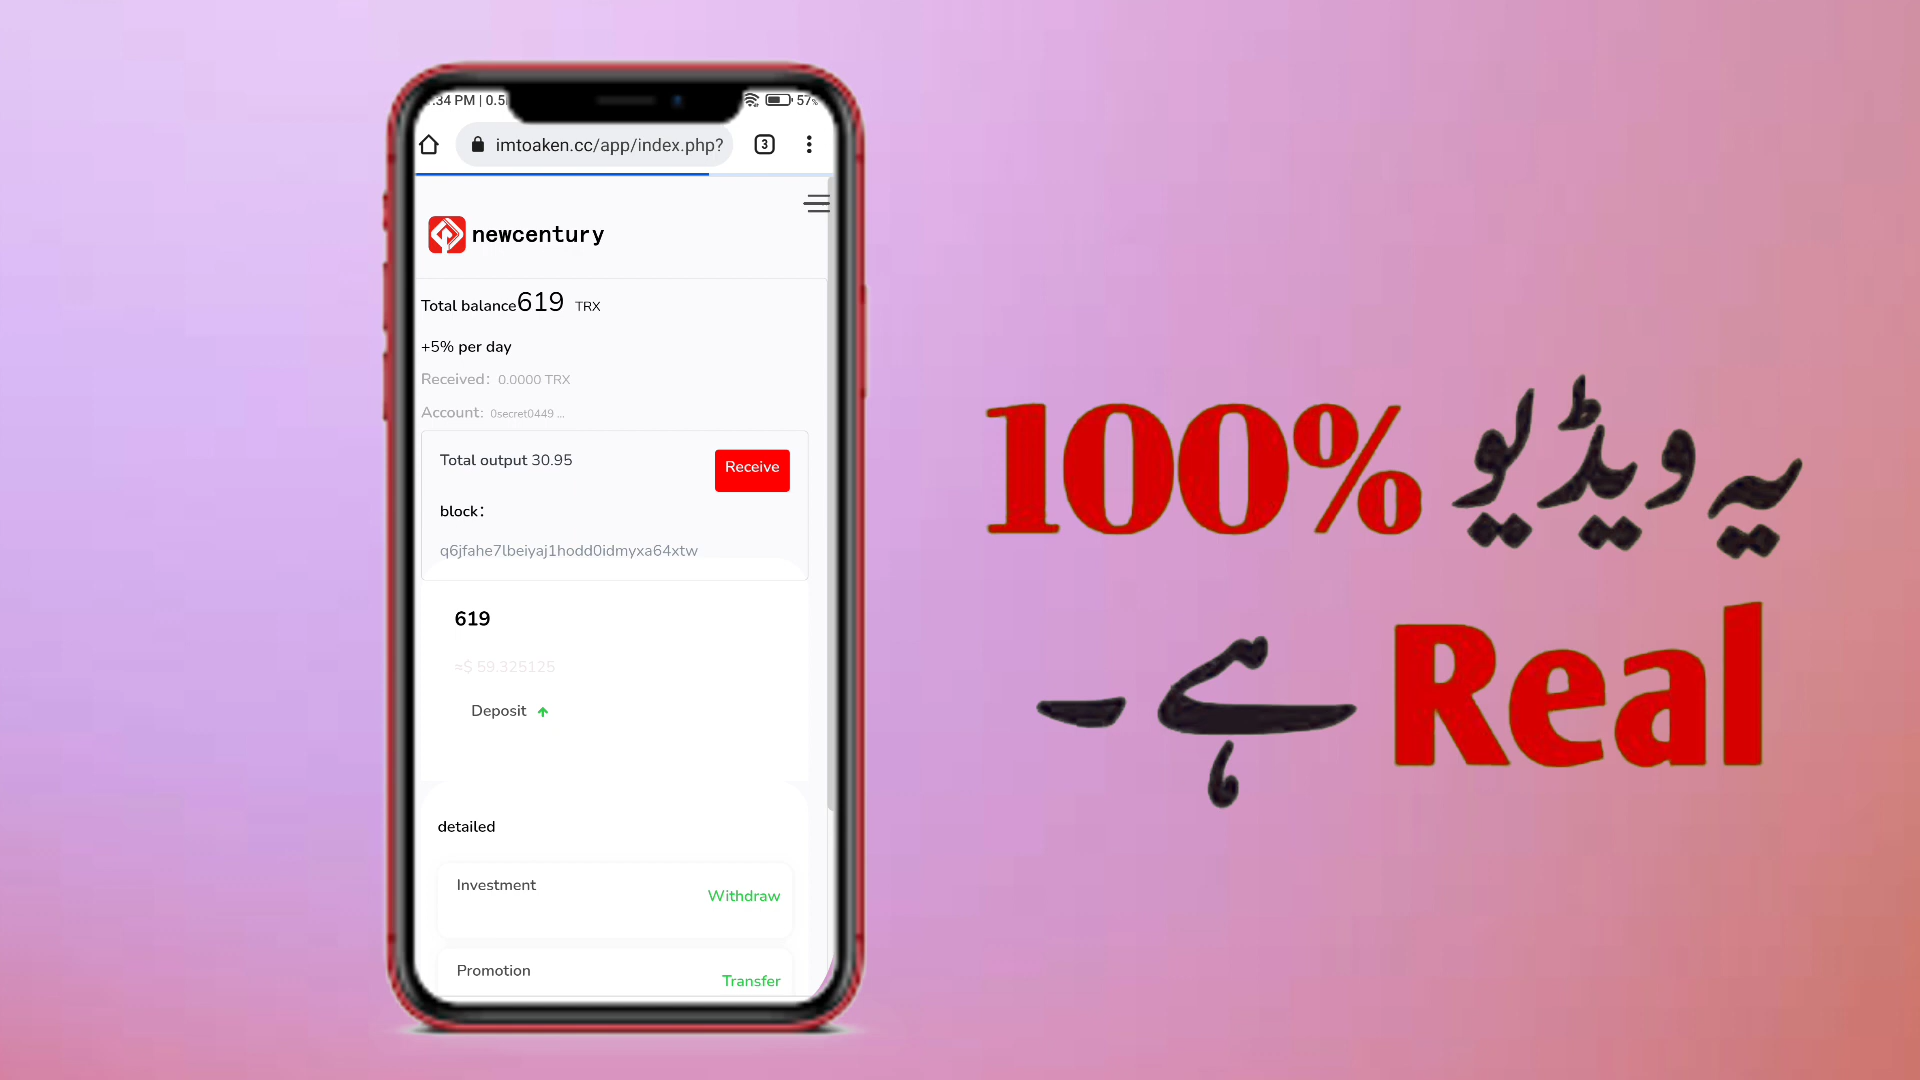 :34 PM | 0.5 57%
imtoaken.cc/app/index.php? 3
newcentury
Total balance619 TRX
+5% per day
Received: 0.0000 TRX
Account: 0secret0449 ...
Total output 30.95 Receive
block:
q6jfahe7lbeiyaj1hodd0idmyxa64xtw
619
≈$ 59.325125
Deposit
detailed
Investment
Withdraw
Promotion
Transfer
یہ ویڈیو 100%
Real ہے۔